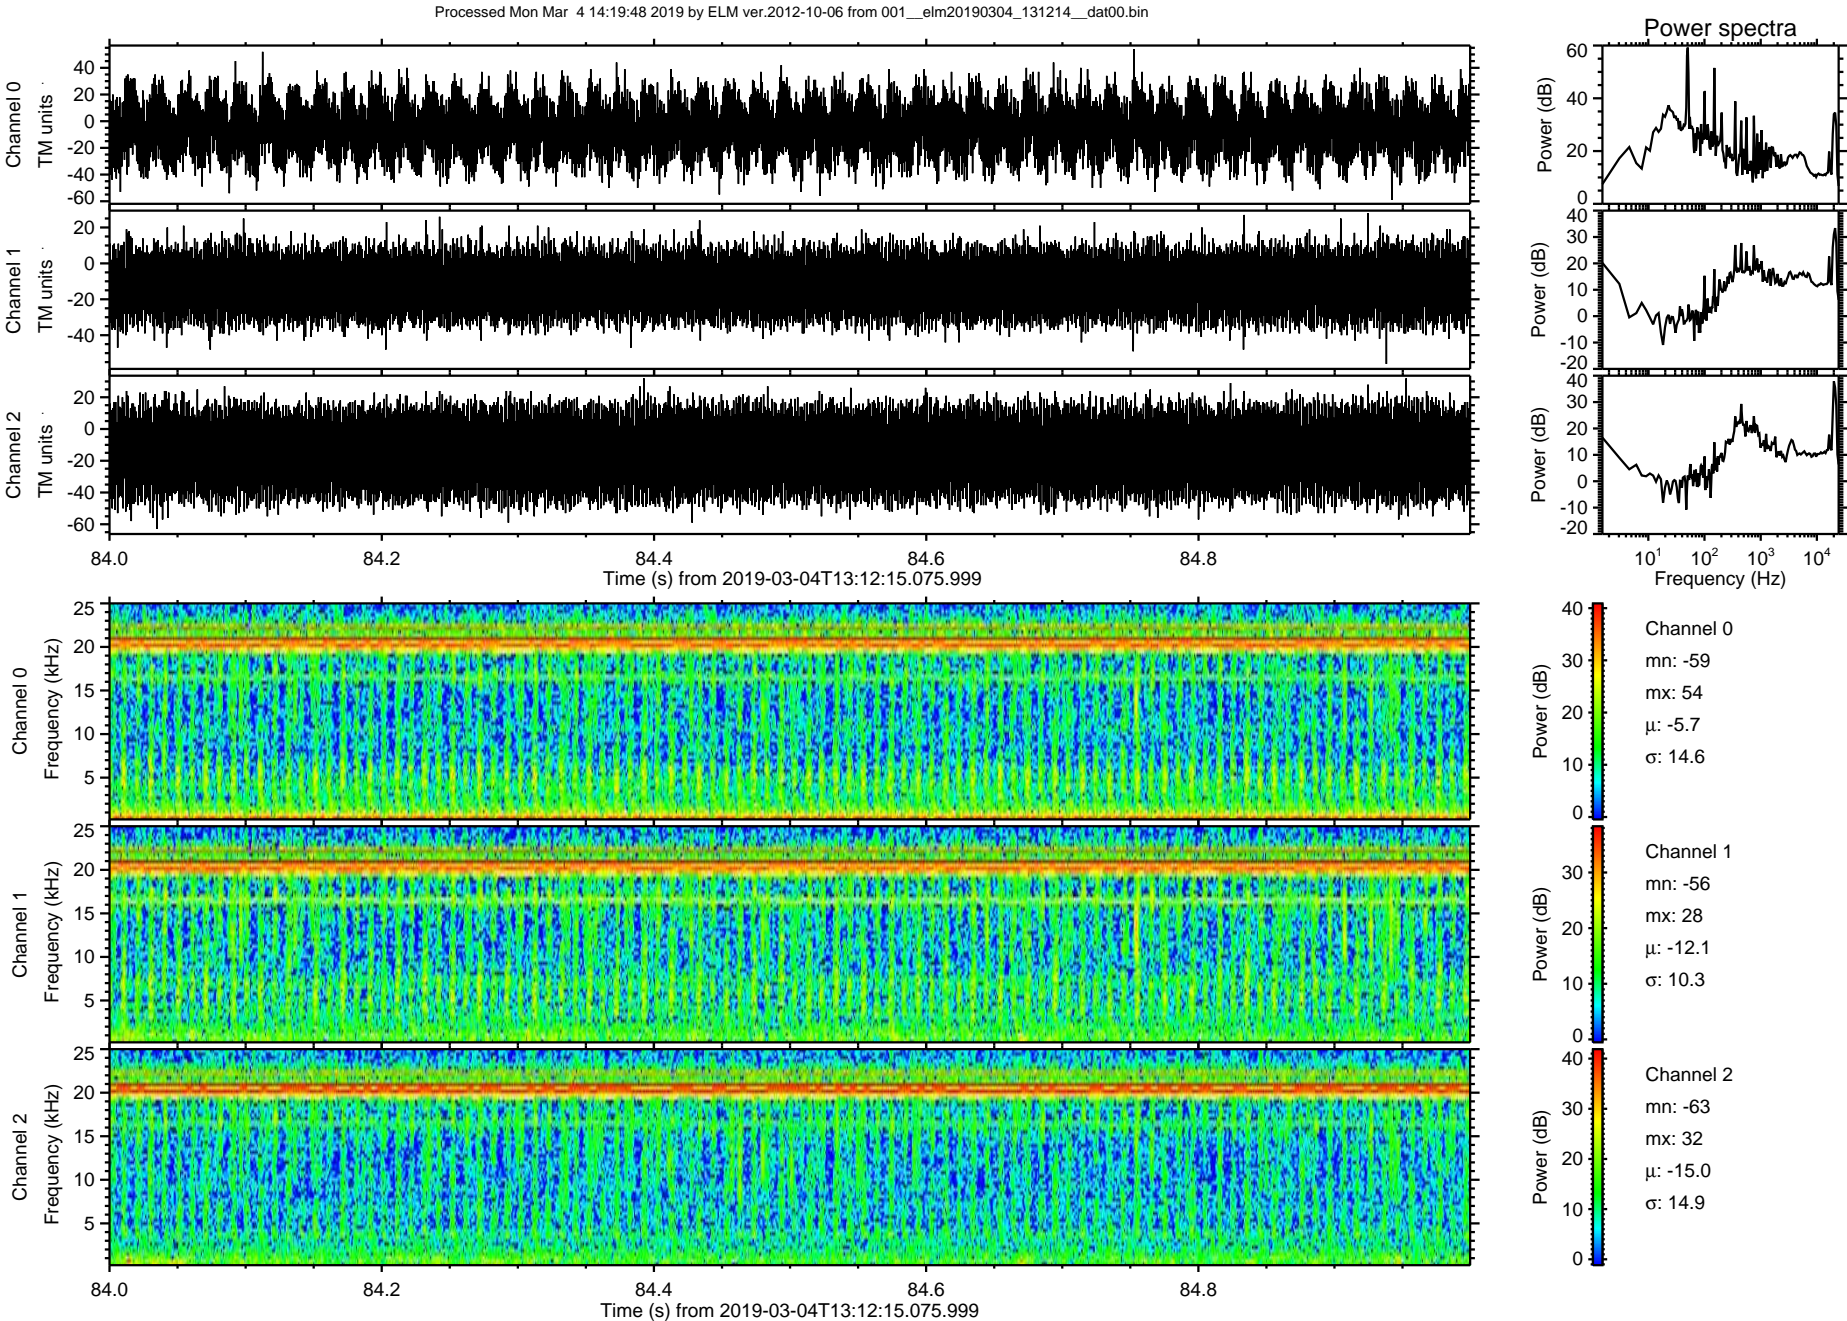 Processed Mon Mar  4 14:19:48 2019 by ELM ver.2012-10-06 from 001__elm20190304_131214__dat00.bin
Power spectra
Channel 0
TM units
40
20
0
-20
-40
-60
Power (dB)
60
40
20
0
Channel 1
TM units
20
0
-20
-40
Power (dB)
40
30
20
10
0
-10
-20
Channel 2
TM units
20
0
-20
-40
-60
Power (dB)
40
30
20
10
0
-10
-20
84.0 84.2 84.4 84.6 84.8
Time (s) from 2019-03-04T13:12:15.075.999
10¹ 10² 10³ 10⁴
Frequency (Hz)
Channel 0
Frequency (kHz)
25
20
15
10
5
Power (dB)
40
30
20
10
0
Channel 0
mn: -59
mx: 54
μ: -5.7
σ: 14.6
Channel 1
Frequency (kHz)
25
20
15
10
5
Power (dB)
30
20
10
0
Channel 1
mn: -56
mx: 28
μ: -12.1
σ: 10.3
Channel 2
Frequency (kHz)
25
20
15
10
5
Power (dB)
40
30
20
10
0
Channel 2
mn: -63
mx: 32
μ: -15.0
σ: 14.9
84.0 84.2 84.4 84.6 84.8
Time (s) from 2019-03-04T13:12:15.075.999